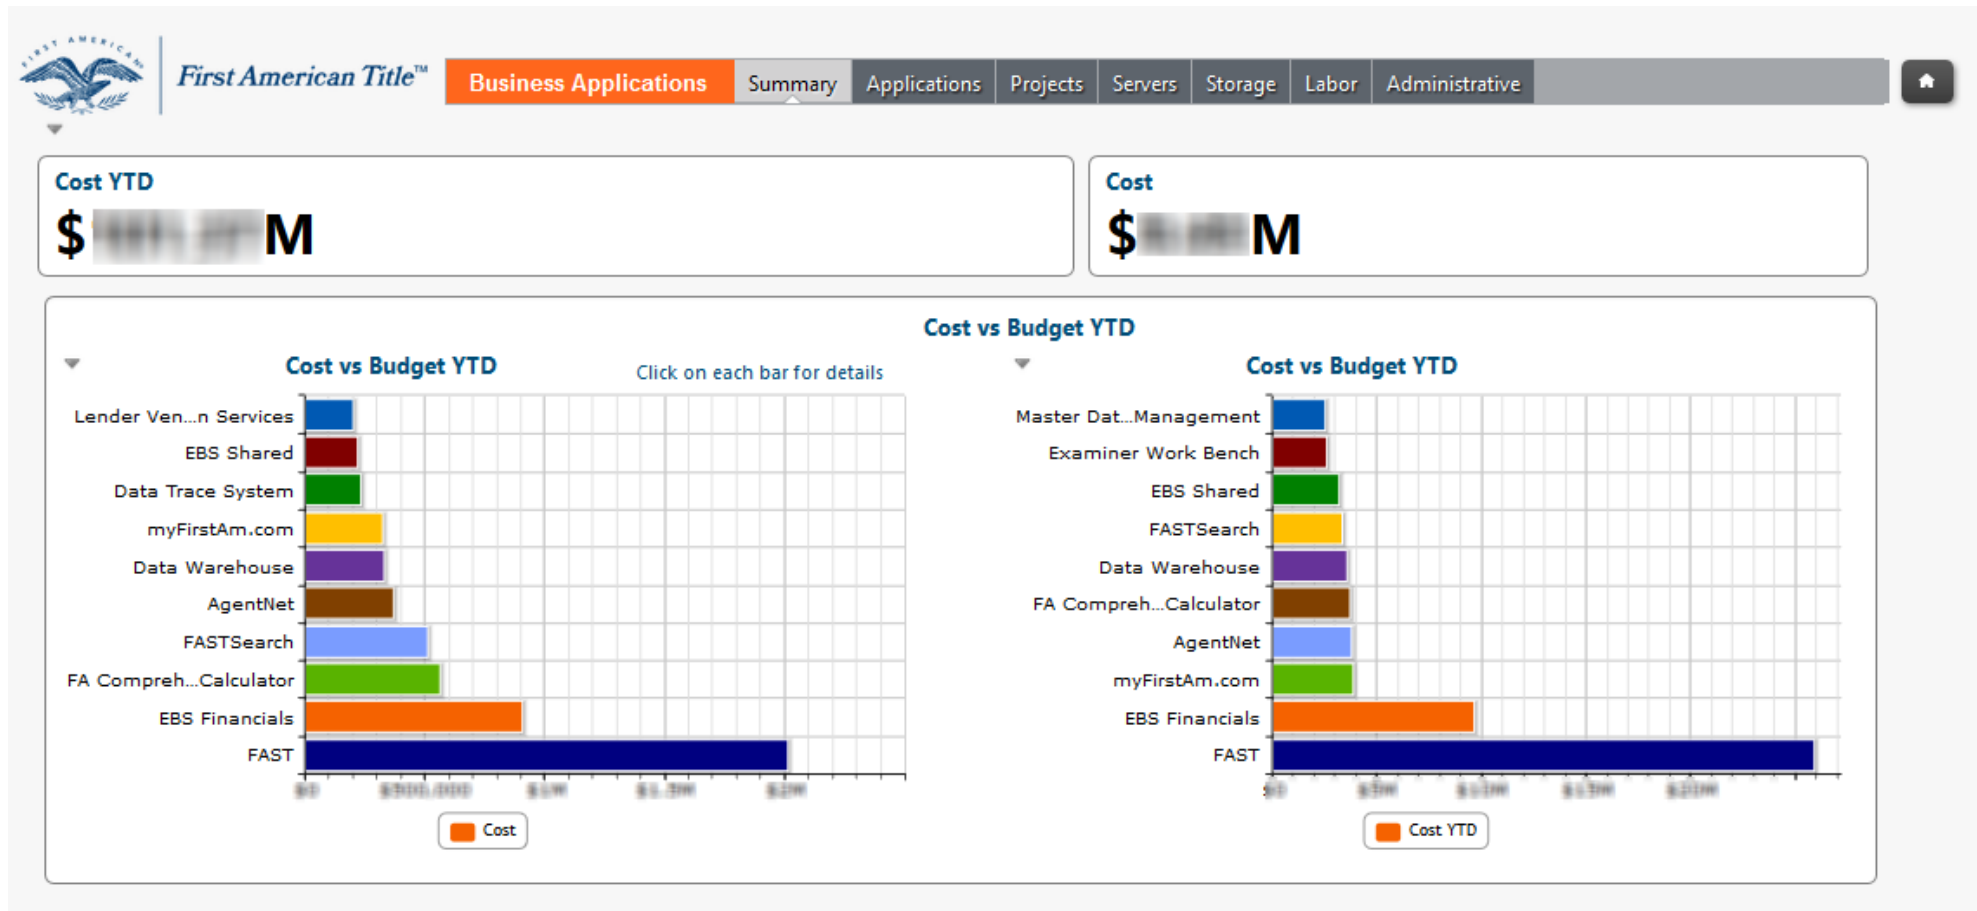 FIRST AMERICAN
First American Title™
Business Applications Summary Applications Projects Servers Storage Labor Administrative
Cost YTD
$ M
Cost
$ M
Cost vs Budget YTD
Cost vs Budget YTD
Click on each bar for details
Lender Ven...n Services
EBS Shared
Data Trace System
myFirstAm.com
Data Warehouse
AgentNet
FASTSearch
FA Compreh...Calculator
EBS Financials
FAST
Cost
Cost vs Budget YTD
Master Dat...Management
Examiner Work Bench
EBS Shared
FASTSearch
Data Warehouse
FA Compreh...Calculator
AgentNet
myFirstAm.com
EBS Financials
FAST
Cost YTD